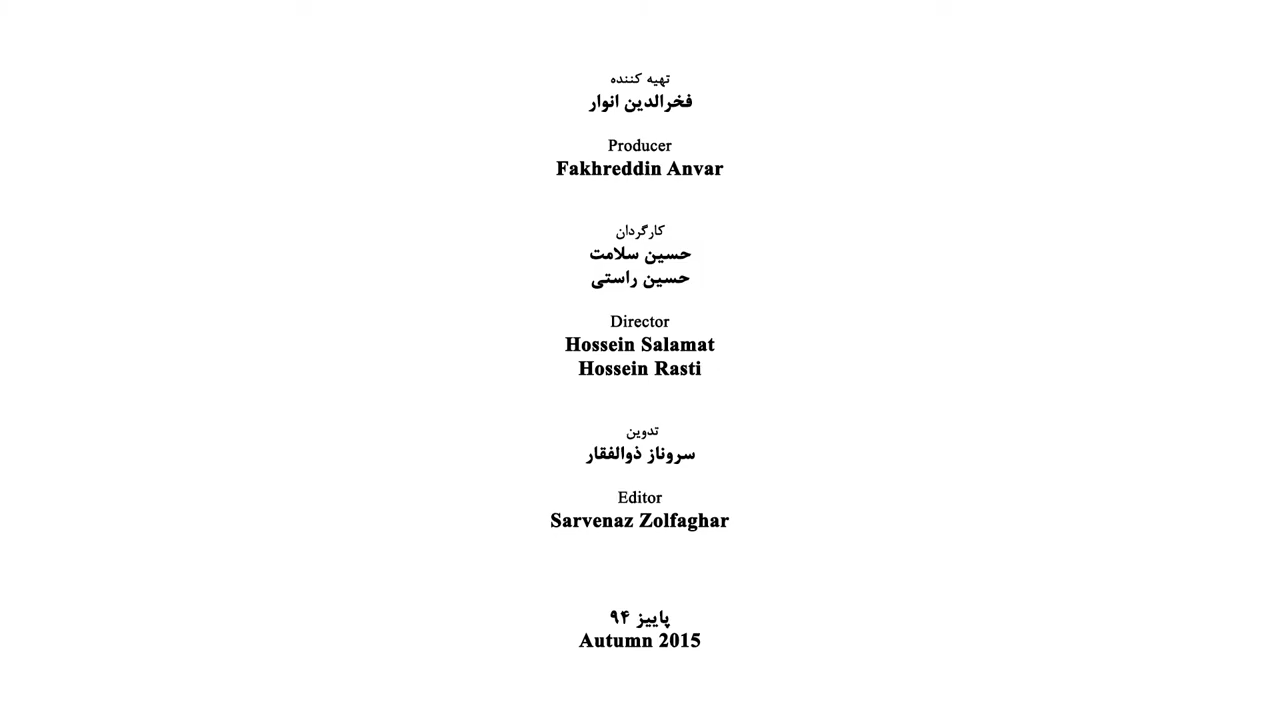 تهیه کننده
فخرالدین انوار
Producer
Fakhreddin Anvar
کارگردان
حسین سلامت
حسین راستی
Director
Hossein Salamat
Hossein Rasti
تدوین
سروناز ذوالفقار
Editor
Sarvenaz Zolfaghar
پاییز ۹۴
Autumn 2015